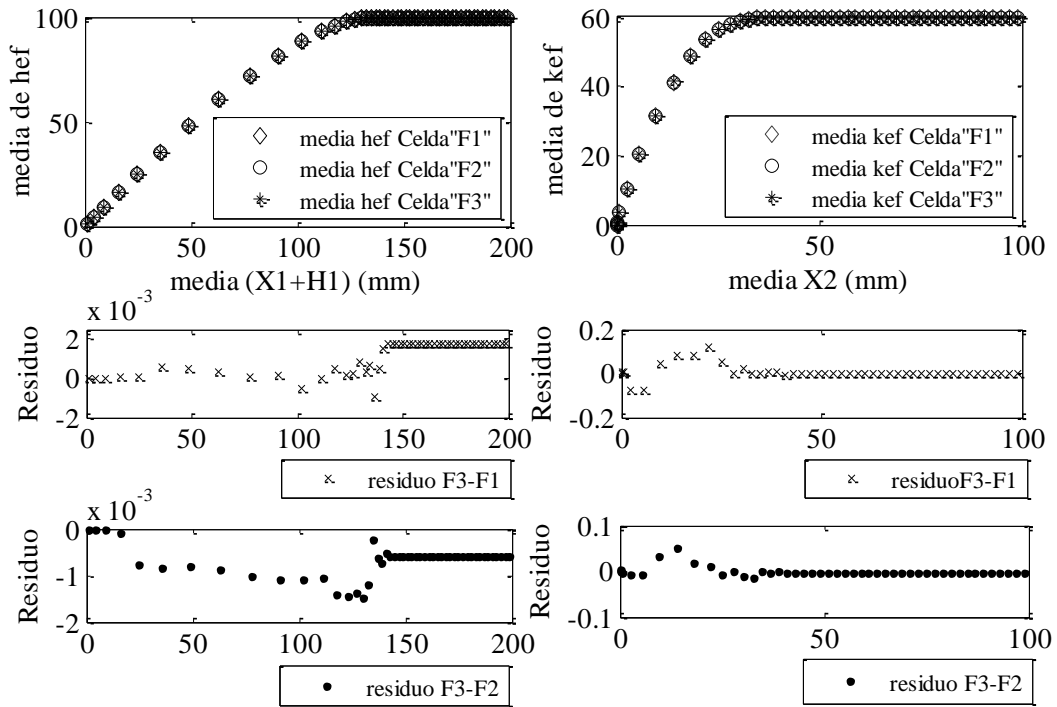 100
50
0
media de hef
media hef Celda"F1"
media hef Celda"F2"
media hef Celda"F3"
0 50 100 150 200
media (X1+H1) (mm)
60
40
20
0
media de kef
media kef Celda"F1"
media kef Celda"F2"
media kef Celda"F3"
50 100
media X2 (mm)
x 10^-3
2
0
-2
Residuo
0 50 100 150 200
residuo F3-F1
0.2
0
-0.2
Residuo
0 50 100
residuoF3-F1
x 10^-3
0
-1
-2
Residuo
0 50 100 150 200
residuo F3-F2
0.1
0
-0.1
Residuo
0 50 100
residuo F3-F2